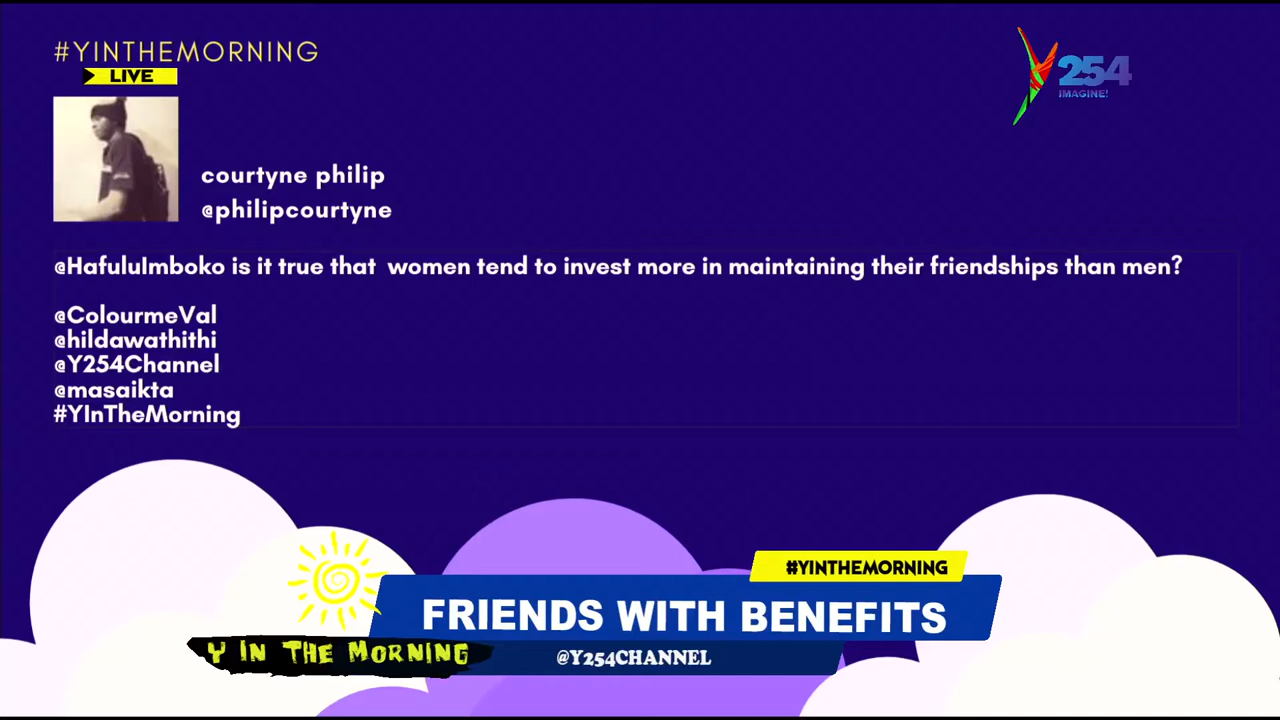 #YINTHEMORNING
LIVE
254
IMAGINE!
courtyne philip
@philipcourtyne
@HafuluImboko is it true that women tend to invest more in maintaining their friendships than men?
@ColourmeVal
@hildawathithi
@Y254Channel
@masaikta
#YInTheMorning
#YINTHEMORNING
FRIENDS WITH BENEFITS
Y IN THE MORNING
@Y254CHANNEL